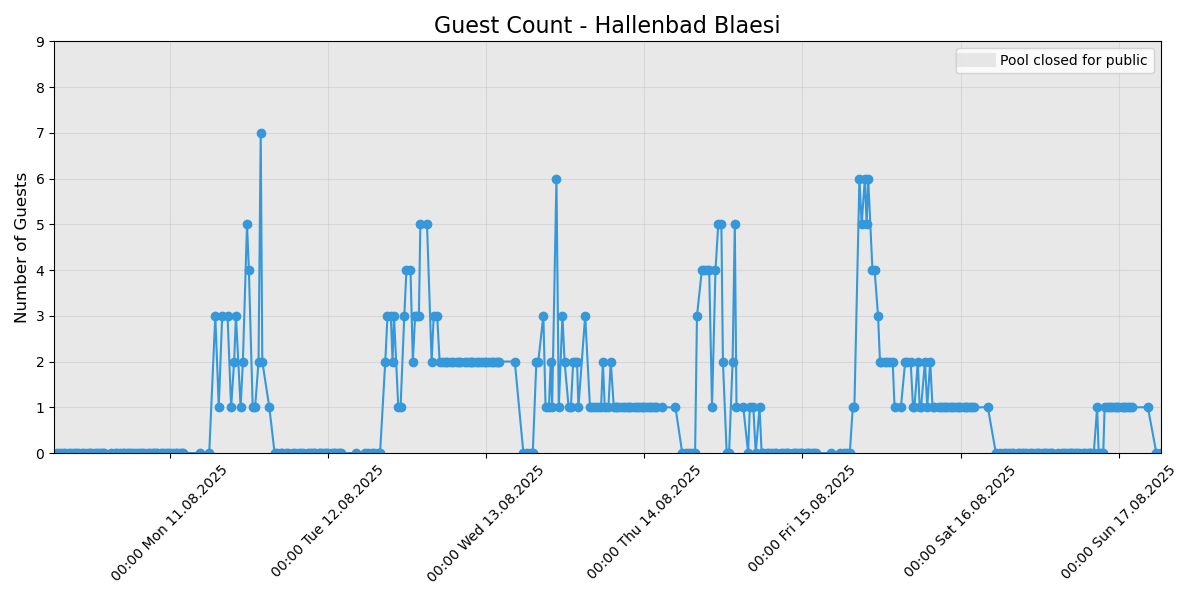 Guest Count - Hallenbad Blaesi
Pool closed for public
Number of Guests
9
8
7
6
5
4
3
2
1
0
00:00 Mon 11.08.2025
00:00 Tue 12.08.2025
00:00 Wed 13.08.2025
00:00 Thu 14.08.2025
00:00 Fri 15.08.2025
00:00 Sat 16.08.2025
00:00 Sun 17.08.2025